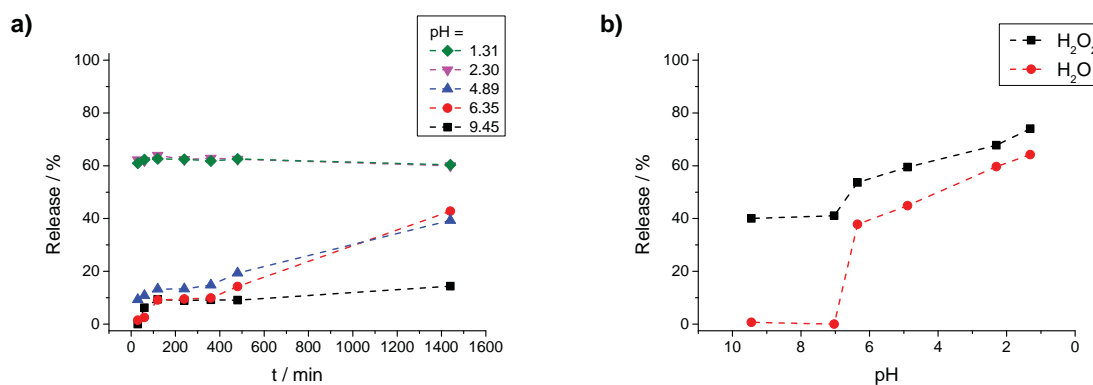 a)
pH =
1.31
2.30
4.89
6.35
9.45
100
80
60
40
20
0
Release / %
0 200 400 600 800 1000 1200 1400 1600
t / min
b)
H₂O₂
H₂O
100
80
60
40
20
0
Release / %
10 8 6 4 2 0
pH